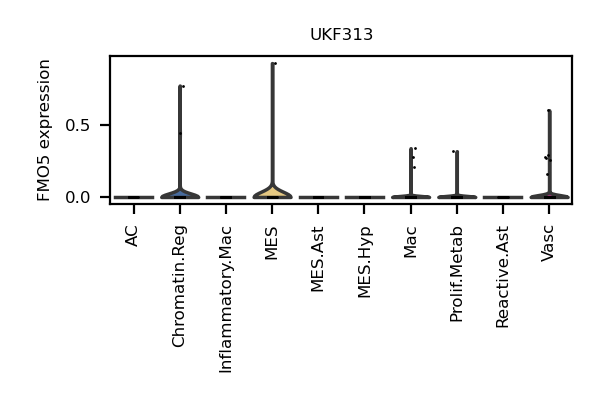 UKF313
FMO5 expression
0.5
0.0
AC
Chromatin.Reg
Inflammatory.Mac
MES
MES.Ast
MES.Hyp
Mac
Prolif.Metab
Reactive.Ast
Vasc